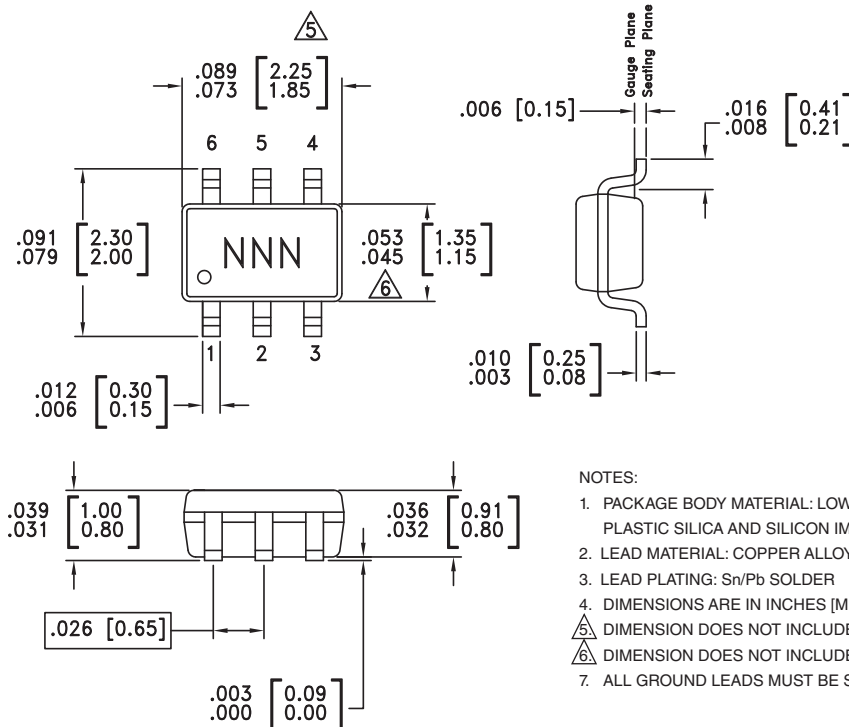 5
.089 [2.25]
.073 [1.85]
6 5 4
.091 [2.30]
.079 [2.00]
NNN
.053 [1.35]
.045 [1.15]
6
1 2 3
.012 [0.30]
.006 [0.15]
Gauge Plane
Seating Plane
.006 [0.15]
.016 [0.41]
.008 [0.21]
.010 [0.25]
.003 [0.08]
.039 [1.00]
.031 [0.80]
.036 [0.91]
.032 [0.80]
.026 [0.65]
.003 [0.09]
.000 [0.00]
NOTES:
1. PACKAGE BODY MATERIAL: LOW
PLASTIC SILICA AND SILICON IM
2. LEAD MATERIAL: COPPER ALLOY
3. LEAD PLATING: Sn/Pb SOLDER
4. DIMENSIONS ARE IN INCHES [M
5. DIMENSION DOES NOT INCLUDE
6. DIMENSION DOES NOT INCLUDE
7. ALL GROUND LEADS MUST BE S